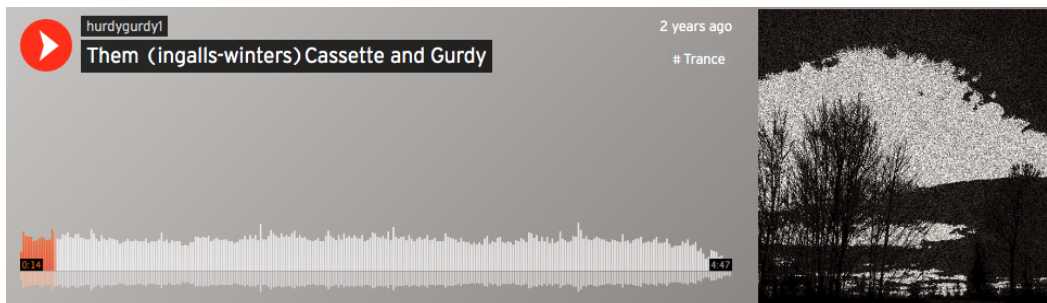 hurdygurdy1
2 years ago
Them (ingalls-winters) Cassette and Gurdy
# Trance
0:14
4:47